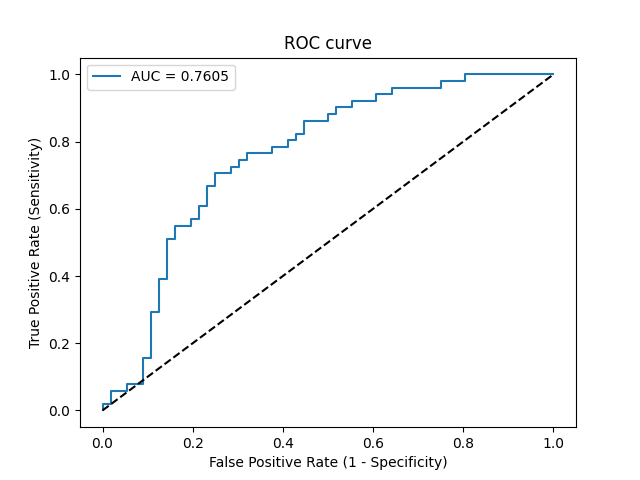 ROC curve
AUC = 0.7605
True Positive Rate (Sensitivity)
1.0
0.8
0.6
0.4
0.2
0.0
0.0 0.2 0.4 0.6 0.8 1.0
False Positive Rate (1 - Specificity)